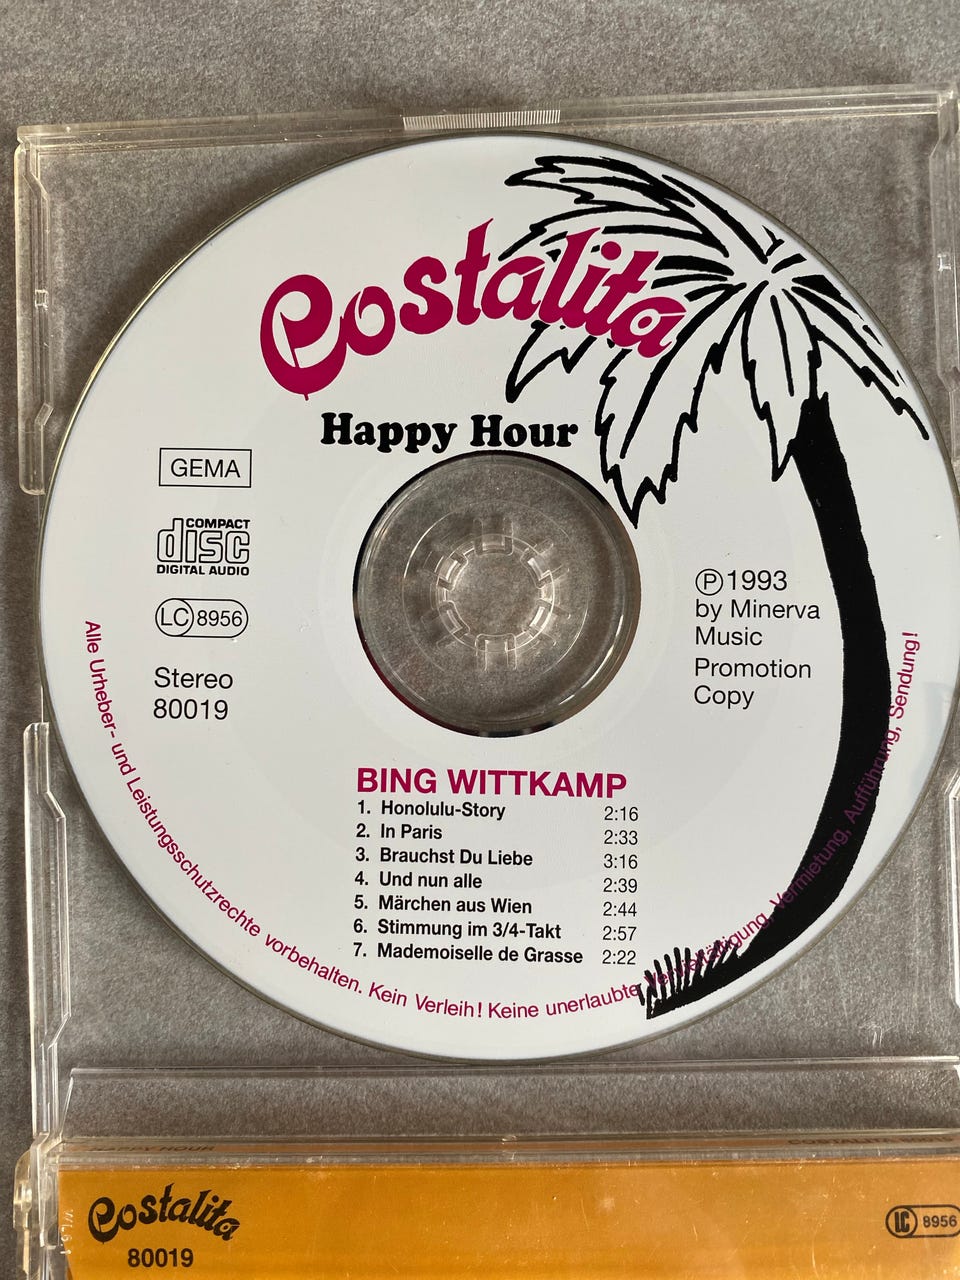 Costalita
Happy Hour
GEMA
COMPACT
disc
DIGITAL AUDIO
LC 8956
Stereo
80019
Ⓟ 1993
by Minerva
Music
Promotion
Copy
BING WITTKAMP
1. Honolulu-Story 2:16
2. In Paris 2:33
3. Brauchst Du Liebe 3:16
4. Und nun alle 2:39
5. Märchen aus Wien 2:44
6. Stimmung im 3/4-Takt 2:57
7. Mademoiselle de Grasse 2:22
Alle Urheber- und Leistungsschutzrechte vorbehalten. Kein Verleih! Keine unerlaubte Vervielfältigung, Vermietung, Aufführung, Sendung!
HAPPY HOUR
COSTALITA 80019
Costalita
80019
LC 8956